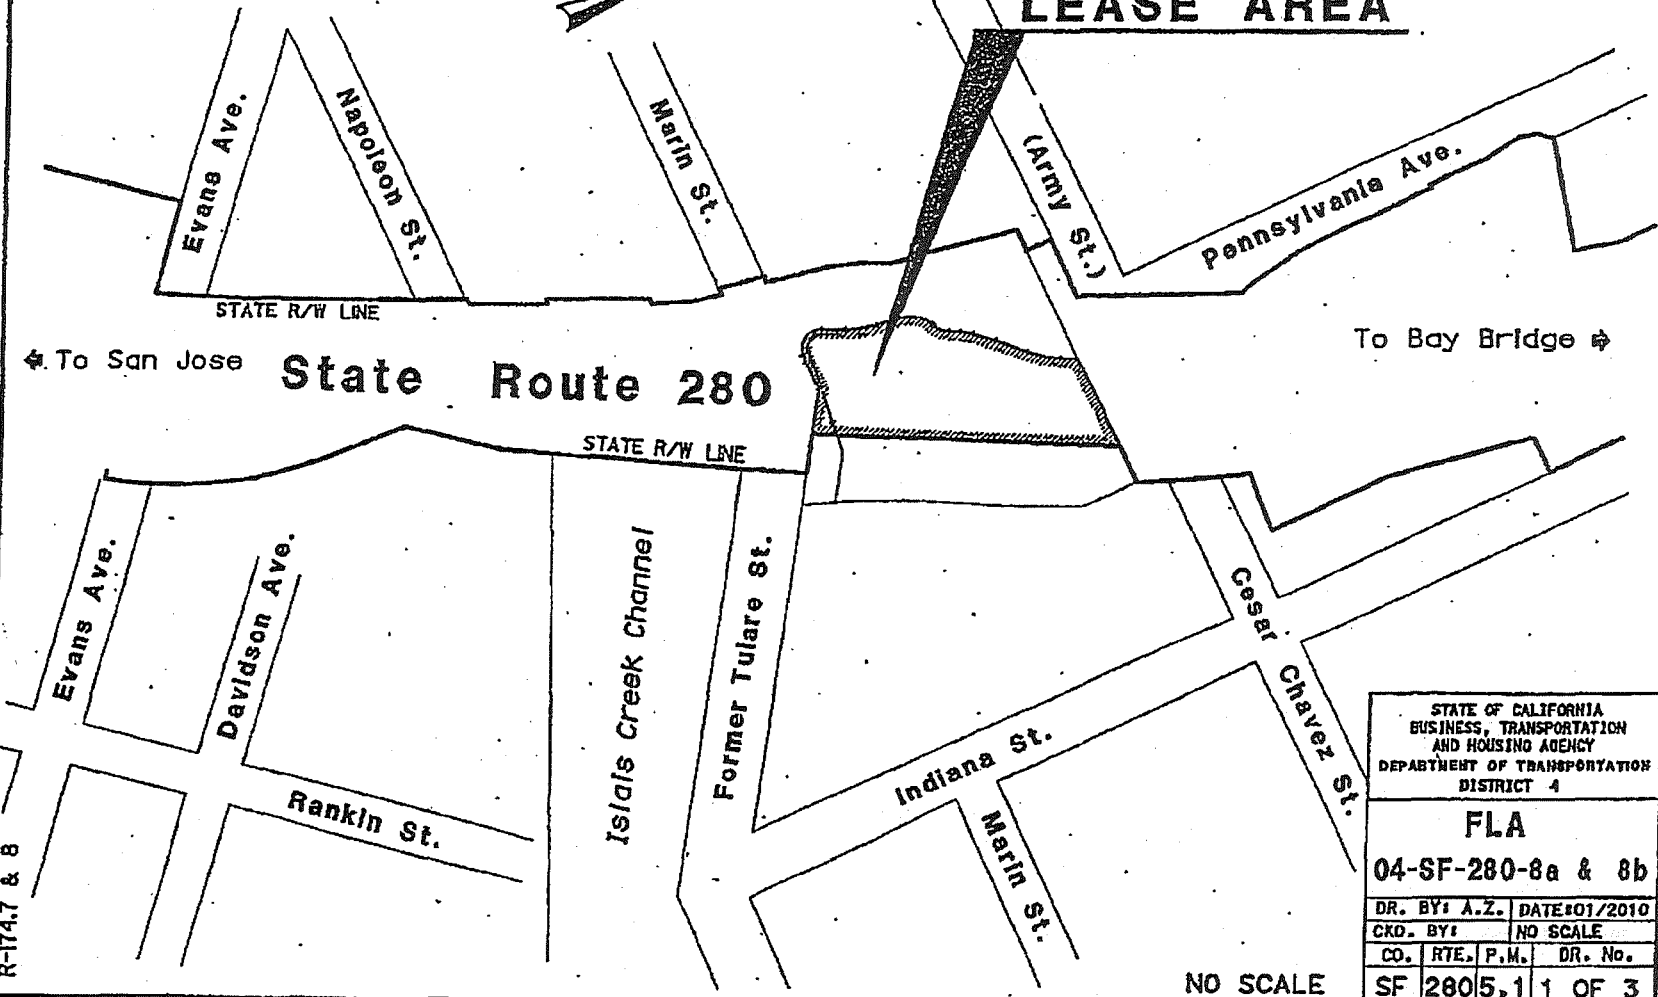 LEASE AREA
Evans Ave.
Napoleon St.
Marin St.
(Army St.)
Pennsylvania Ave.
STATE R/W LINE
To San Jose
State Route 280
To Bay Bridge
STATE R/W LINE
Evans Ave.
Davidson Ave.
Rankin St.
Islais Creek Channel
Former Tulare St.
Indiana St.
Marin St.
Cesar Chavez St.
R-174.7 & 8
NO SCALE
STATE OF CALIFORNIA
BUSINESS, TRANSPORTATION
AND HOUSING AGENCY
DEPARTMENT OF TRANSPORTATION
DISTRICT 4
FLA
04-SF-280-8a & 8b
DR. BY: A.Z. DATE:01/2010
CKD. BY: NO SCALE
CO. RTE. P.M. DR. No.
SF 280 5.1 1 OF 3